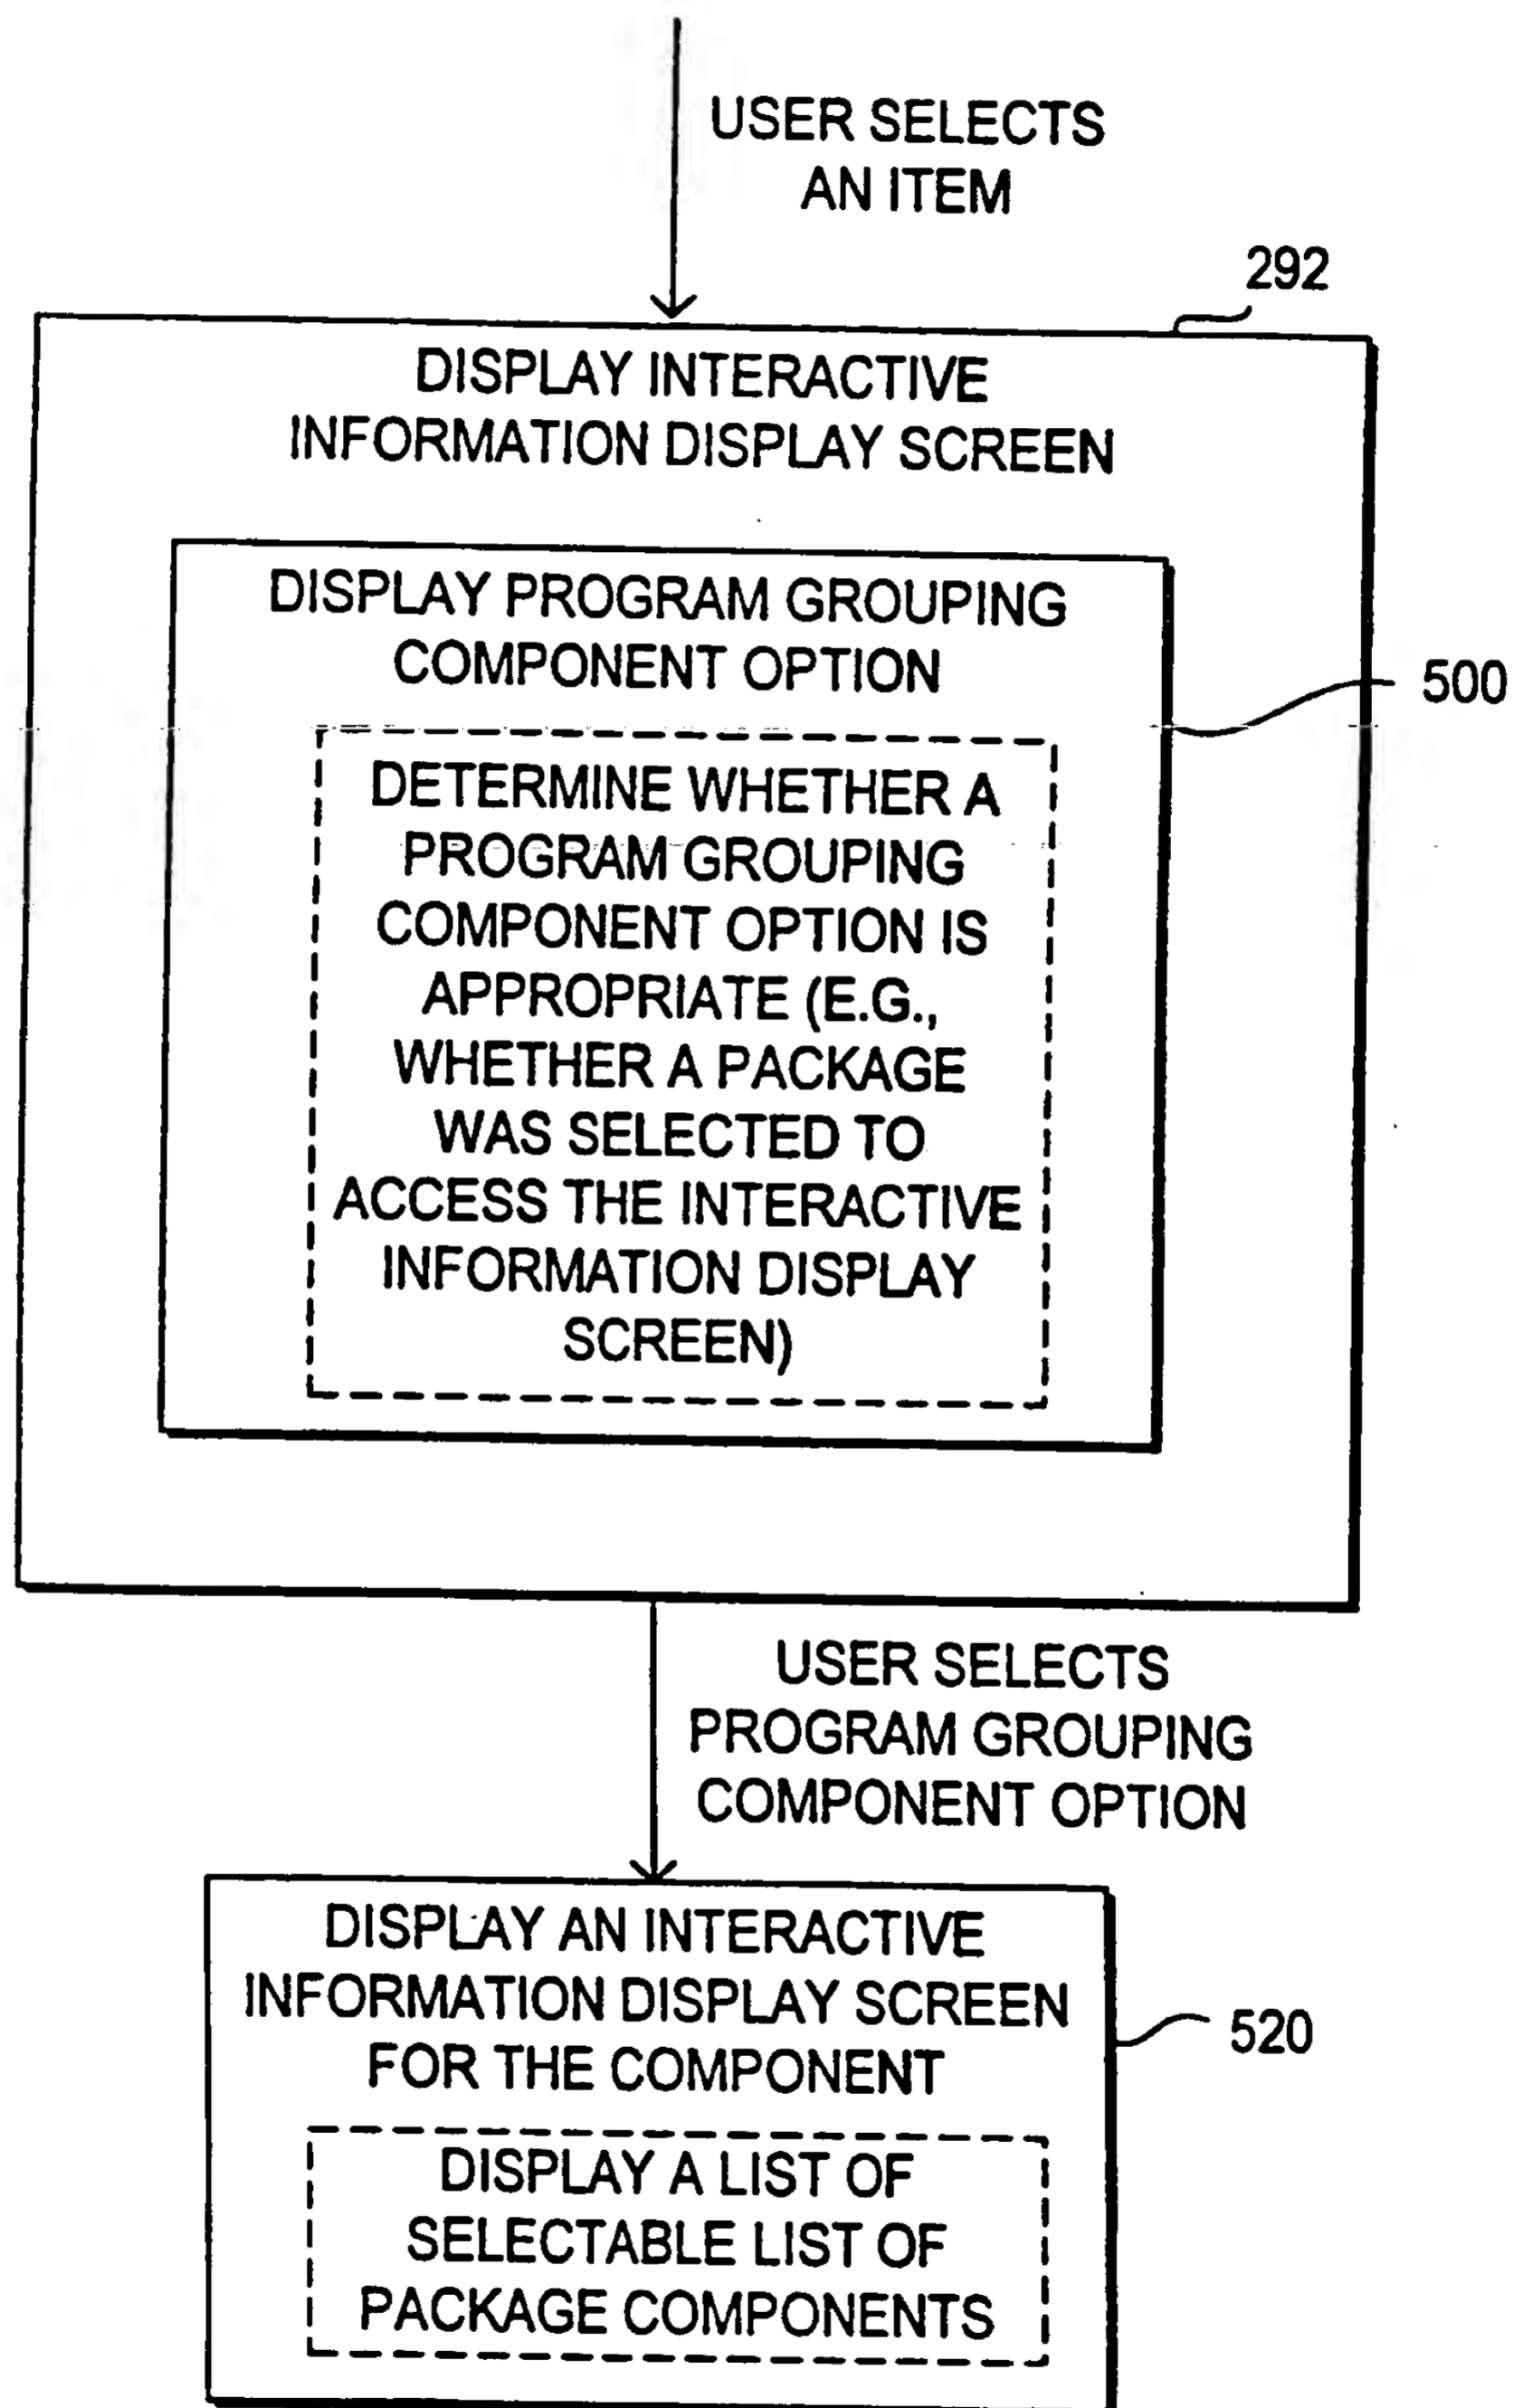 USER SELECTS
AN ITEM
292
DISPLAY INTERACTIVE
INFORMATION DISPLAY SCREEN
DISPLAY PROGRAM GROUPING
COMPONENT OPTION
500
DETERMINE WHETHER A
PROGRAM GROUPING
COMPONENT OPTION IS
APPROPRIATE (E.G.,
WHETHER A PACKAGE
WAS SELECTED TO
ACCESS THE INTERACTIVE
INFORMATION DISPLAY
SCREEN)
USER SELECTS
PROGRAM GROUPING
COMPONENT OPTION
DISPLAY AN INTERACTIVE
INFORMATION DISPLAY SCREEN
FOR THE COMPONENT
520
DISPLAY A LIST OF
SELECTABLE LIST OF
PACKAGE COMPONENTS